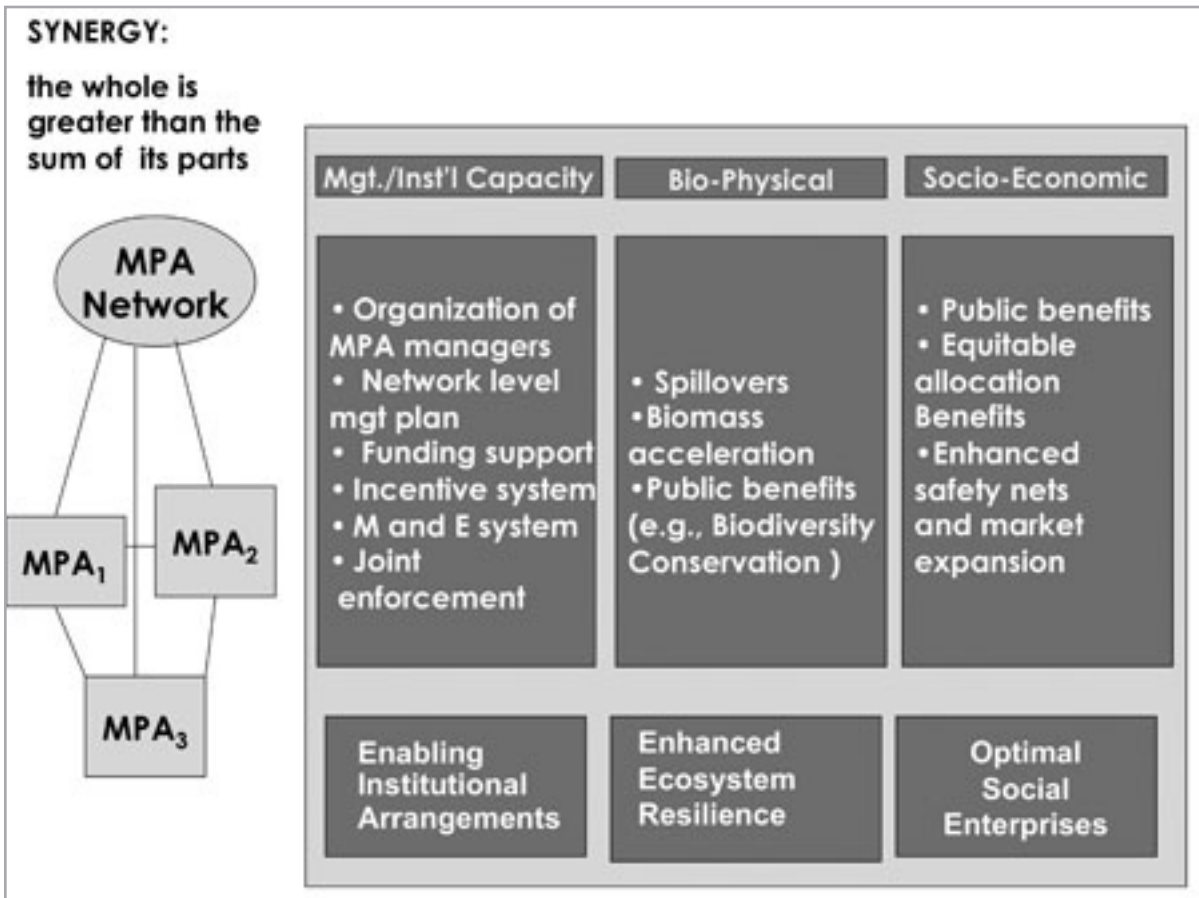 SYNERGY:
the whole is
greater than the
sum of its parts
MPA
Network
MPA₁
MPA₂
MPA₃
Mgt./Inst'l Capacity
• Organization of
MPA managers
• Network level
mgt plan
• Funding support
• Incentive system
• M and E system
• Joint
enforcement
Enabling
Institutional
Arrangements
Bio-Physical
• Spillovers
•Biomass
acceleration
•Public benefits
(e.g., Biodiversity
Conservation )
Enhanced
Ecosystem
Resilience
Socio-Economic
• Public benefits
• Equitable
allocation
Benefits
•Enhanced
safety nets
and market
expansion
Optimal
Social
Enterprises